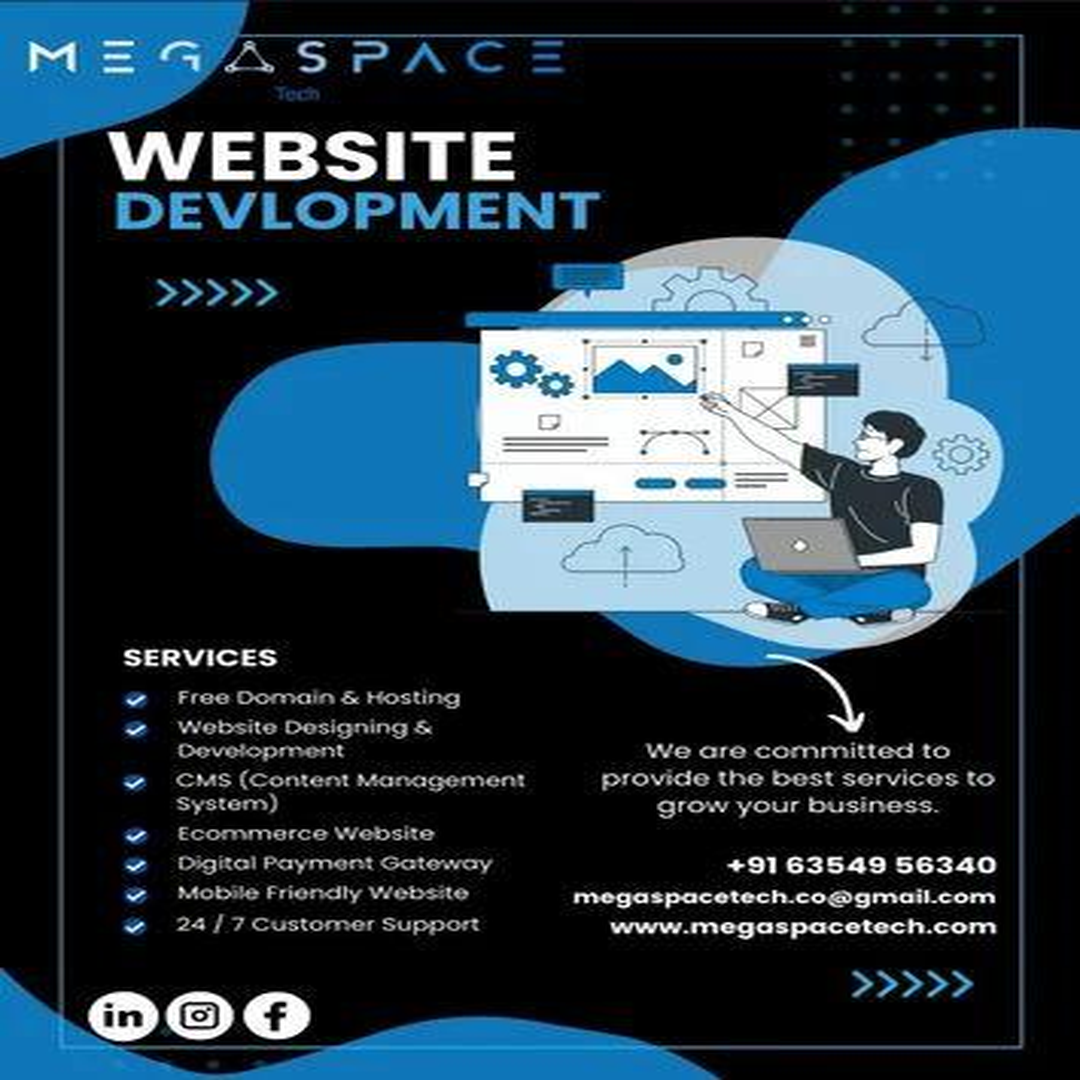 MEGASPACE
Tech
WEBSITE
DEVLOPMENT
SERVICES
Free Domain & Hosting
Website Designing &
Development
CMS (Content Management
System)
Ecommerce Website
Digital Payment Gateway
Mobile Friendly Website
24 / 7 Customer Support
We are committed to
provide the best services to
grow your business.
+91 63549 56340
megaspacetech.co@gmail.com
www.megaspacetech.com
in
f